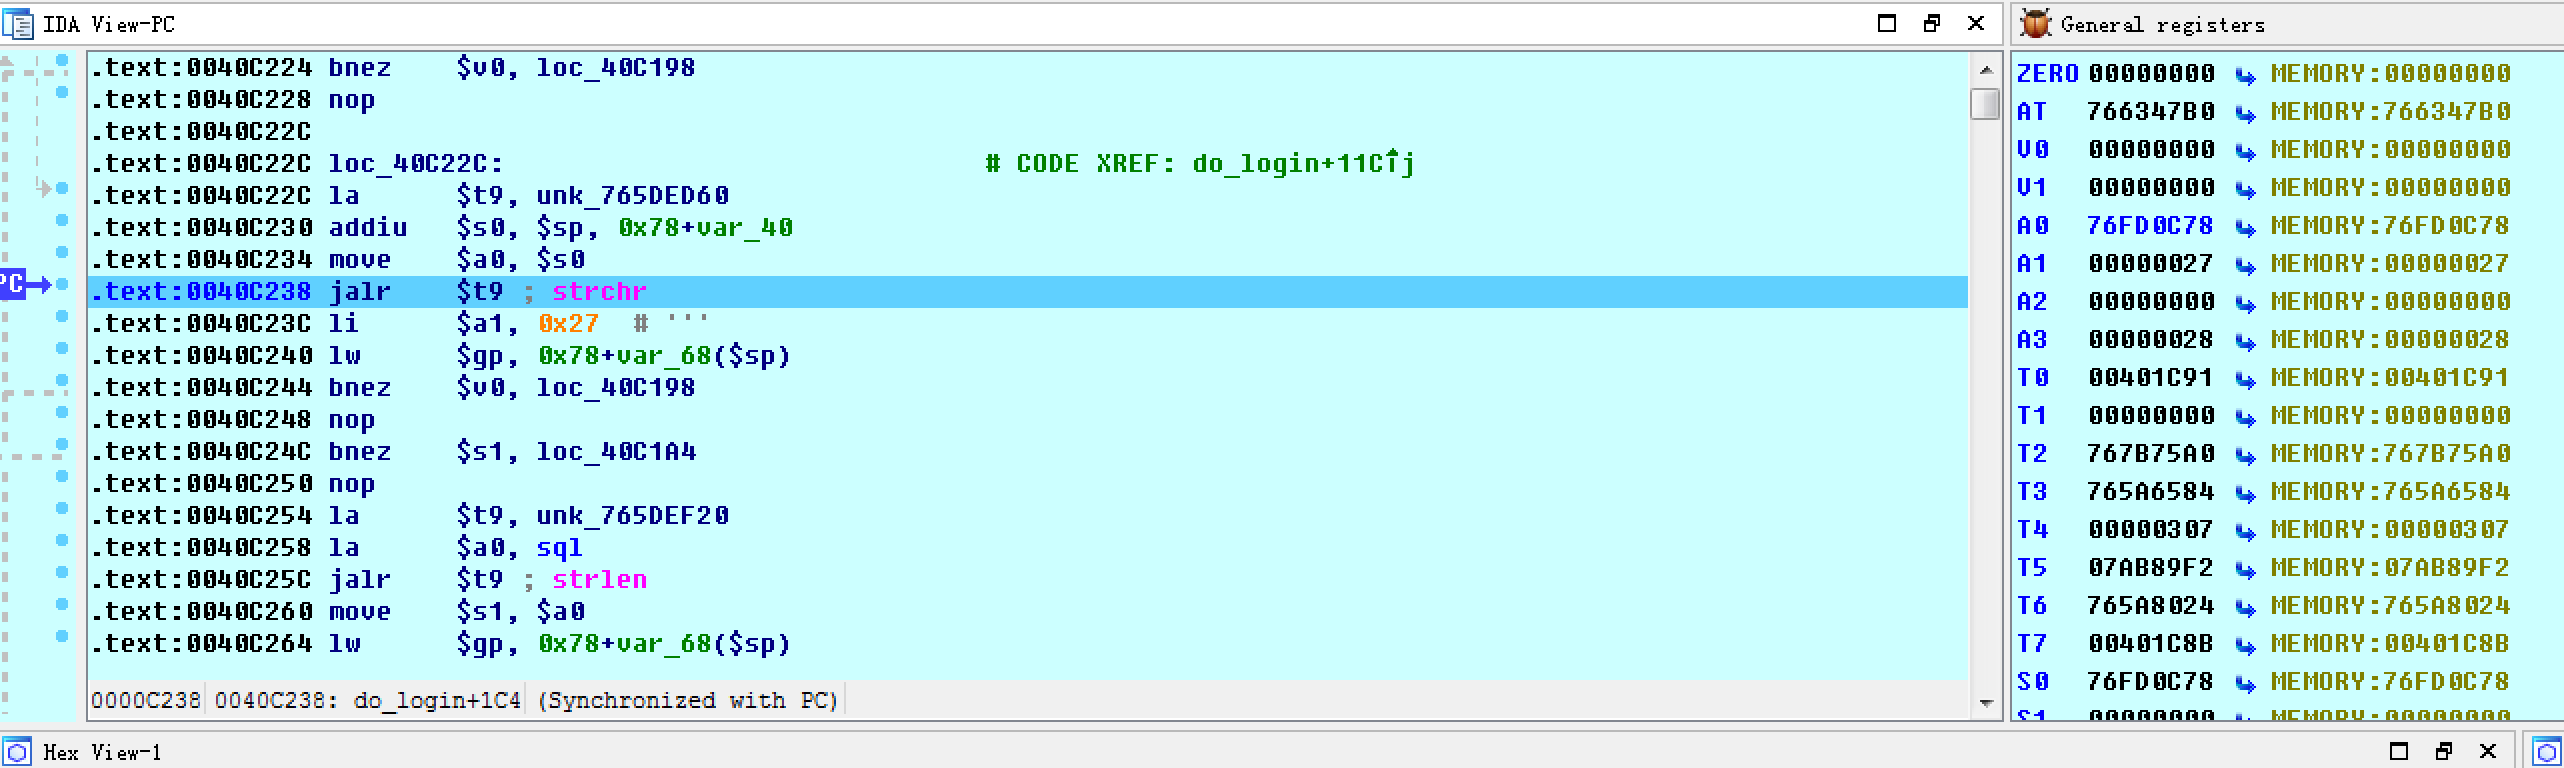 IDA View-PC
.text:0040C224 bnez $v0, loc_40C198
.text:0040C228 nop
.text:0040C22C
.text:0040C22C loc_40C22C: # CODE XREF: do_login+11C↑j
.text:0040C22C la $t9, unk_765DED60
.text:0040C230 addiu $s0, $sp, 0x78+var_40
.text:0040C234 move $a0, $s0
PC
.text:0040C238 jalr $t9 ; strchr
.text:0040C23C li $a1, 0x27 # '''
.text:0040C240 lw $gp, 0x78+var_68($sp)
.text:0040C244 bnez $v0, loc_40C198
.text:0040C248 nop
.text:0040C24C bnez $s1, loc_40C1A4
.text:0040C250 nop
.text:0040C254 la $t9, unk_765DEF20
.text:0040C258 la $a0, sql
.text:0040C25C jalr $t9 ; strlen
.text:0040C260 move $s1, $a0
.text:0040C264 lw $gp, 0x78+var_68($sp)
0000C238 0040C238: do_login+1C4 (Synchronized with PC)
General registers
ZERO 00000000 MEMORY:00000000
AT 766347B0 MEMORY:766347B0
V0 00000000 MEMORY:00000000
V1 00000000 MEMORY:00000000
A0 76FD0C78 MEMORY:76FD0C78
A1 00000027 MEMORY:00000027
A2 00000000 MEMORY:00000000
A3 00000028 MEMORY:00000028
T0 00401C91 MEMORY:00401C91
T1 00000000 MEMORY:00000000
T2 767B75A0 MEMORY:767B75A0
T3 765A6584 MEMORY:765A6584
T4 00000307 MEMORY:00000307
T5 07AB89F2 MEMORY:07AB89F2
T6 765A8024 MEMORY:765A8024
T7 00401C8B MEMORY:00401C8B
S0 76FD0C78 MEMORY:76FD0C78
S1 00000000 MEMORY:00000000
Hex View-1